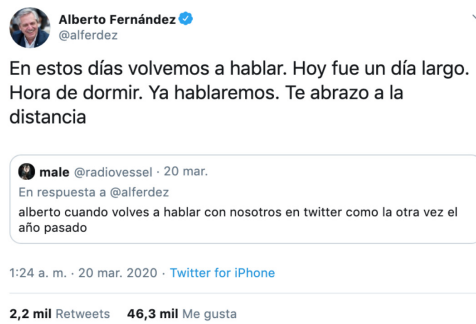 Alberto Fernández
@alferdez
En estos días volvemos a hablar. Hoy fue un día largo.
Hora de dormir. Ya hablaremos. Te abrazo a la
distancia
male @radiovessel · 20 mar.
En respuesta a @alferdez
alberto cuando volves a hablar con nosotros en twitter como la otra vez el
año pasado
1:24 a. m. · 20 mar. 2020 · Twitter for iPhone
2,2 mil Retweets 46,3 mil Me gusta